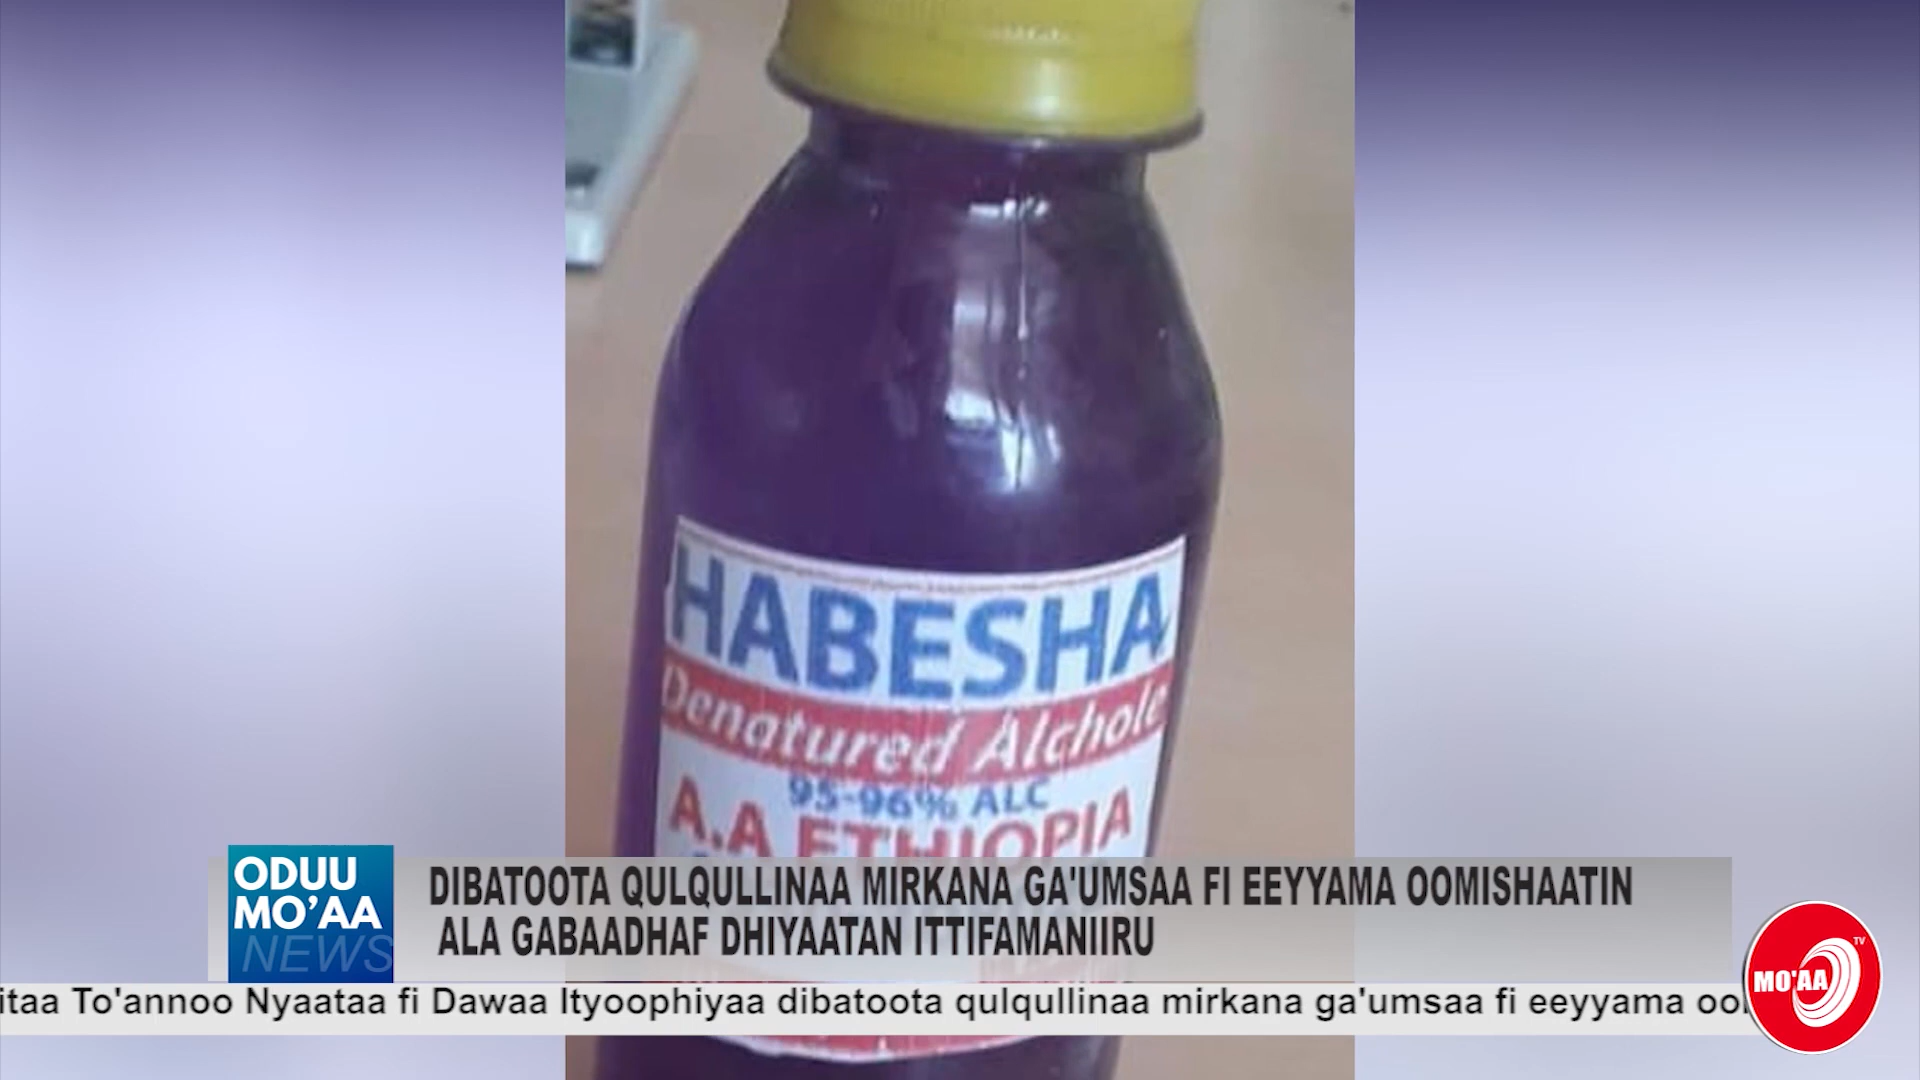 HABESHA
Denatured Alchole
95-96% ALC
A.A ETHIOPIA
ODUU
MO'AA
NEWS
DIBATOOTA QULQULLINAA MIRKANA GA'UMSAA FI EEYYAMA OOMISHAATIN
ALA GABAADHAF DHIYAATAN ITTIFAMANIIRU
itaa To'annoo Nyaataa fi Dawaa Ityoophiyaa dibatoota qulqullinaa mirkana ga'umsaa fi eeyyama oo
MO'AA
TV